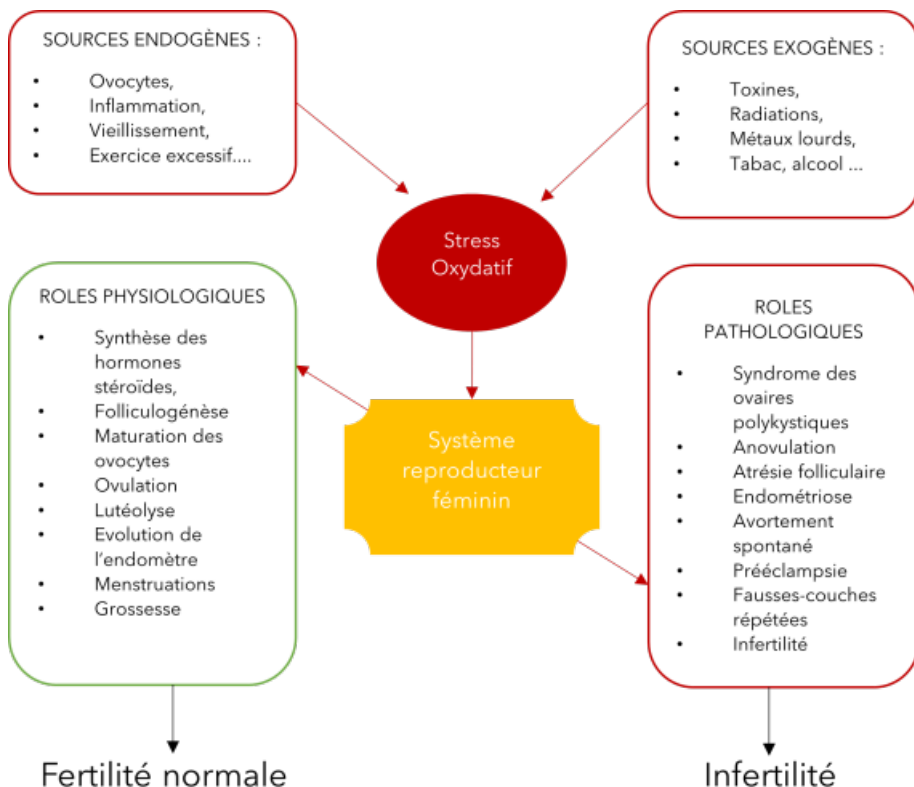 SOURCES ENDOGÈNES :
• Ovocytes,
• Inflammation,
• Vieillissement,
• Exercice excessif....
SOURCES EXOGÈNES :
• Toxines,
• Radiations,
• Métaux lourds,
• Tabac, alcool ...
Stress
Oxydatif
ROLES PHYSIOLOGIQUES
• Synthèse des
hormones
stéroïdes,
• Folliculogénèse
• Maturation des
ovocytes
• Ovulation
• Lutéolyse
• Evolution de
l'endomètre
• Menstruations
• Grossesse
Système
reproducteur
féminin
ROLES
PATHOLOGIQUES
• Syndrome des
ovaires
polykystiques
• Anovulation
• Atrésie folliculaire
• Endométriose
• Avortement
spontané
• Prééclampsie
• Fausses-couches
répétées
• Infertilité
Fertilité normale
Infertilité